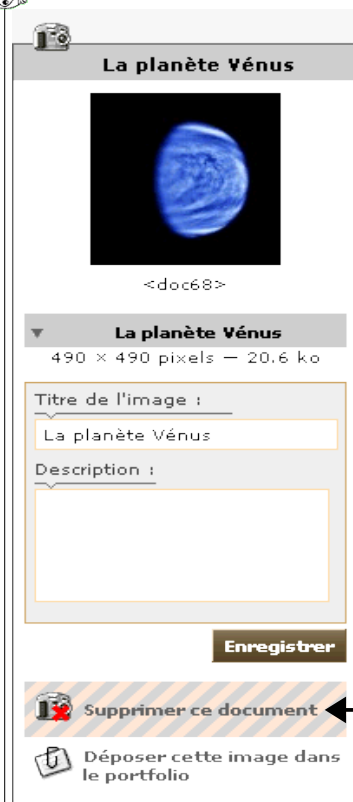 La planète Vénus
<doc68>
La planète Vénus
490 × 490 pixels — 20.6 ko
Titre de l'image :
La planète Vénus
Description :
Enregistrer
Supprimer ce document
Déposer cette image dans
le portfolio